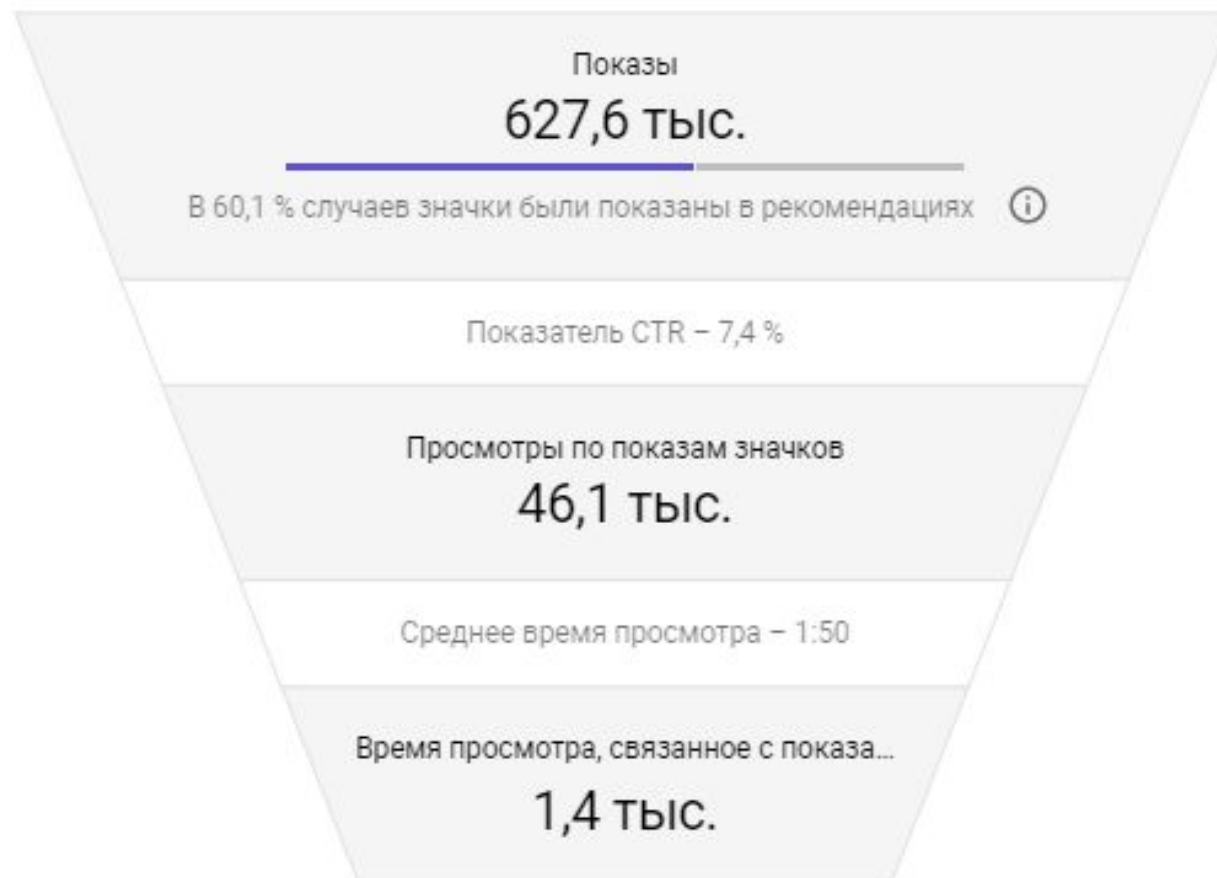 Показы
627,6 тыс.
В 60,1 % случаев значки были показаны в рекомендациях
Показатель CTR – 7,4 %
Просмотры по показам значков
46,1 тыс.
Среднее время просмотра – 1:50
Время просмотра, связанное с показа...
1,4 тыс.